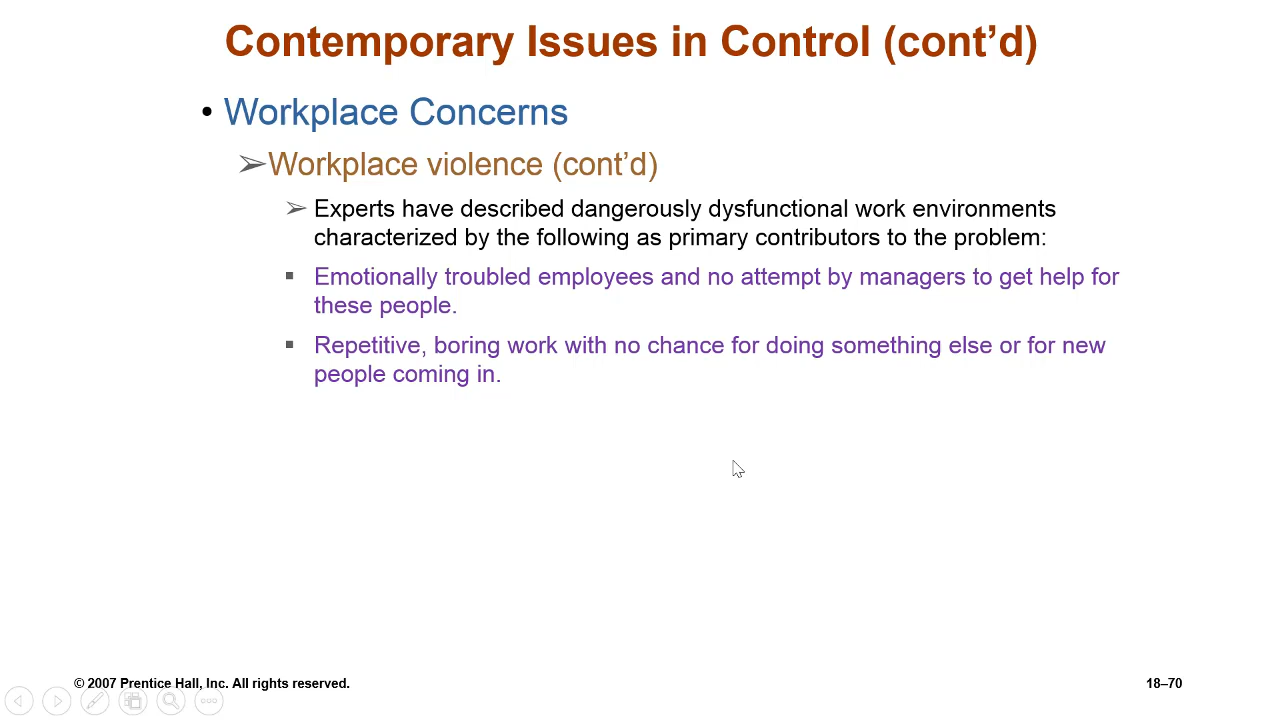 Contemporary Issues in Control (cont’d)
• Workplace Concerns
➢Workplace violence (cont’d)
➢ Experts have described dangerously dysfunctional work environments
characterized by the following as primary contributors to the problem:
▪ Emotionally troubled employees and no attempt by managers to get help for
these people.
▪ Repetitive, boring work with no chance for doing something else or for new
people coming in.
© 2007 Prentice Hall, Inc. All rights reserved.
18–70